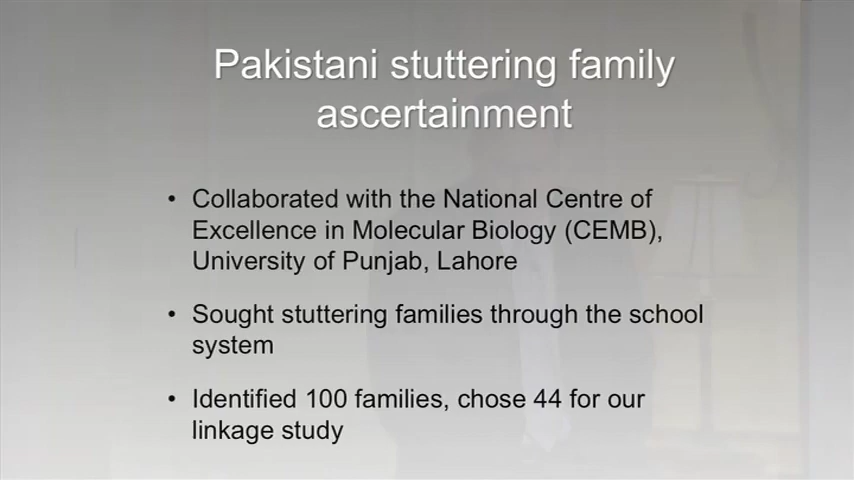 Pakistani stuttering family
ascertainment
• Collaborated with the National Centre of
Excellence in Molecular Biology (CEMB),
University of Punjab, Lahore
• Sought stuttering families through the school
system
• Identified 100 families, chose 44 for our
linkage study